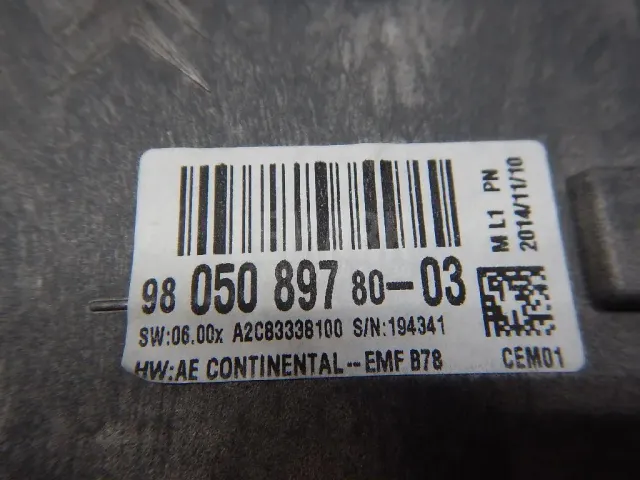 98 050 897 80-03
SW:06.00x A2C83338100 S/N:194341
HW:AE CONTINENTAL--EMF B78
M L1 PN
2014/11/10
CEM01